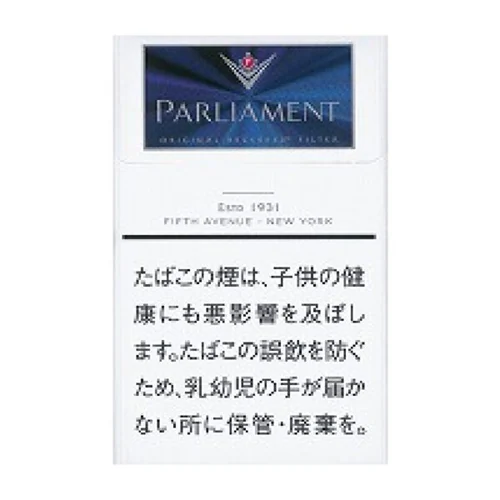 PARLIAMENT
ORIGINAL RECESSED FILTER
ESTD 1931
FIFTH AVENUE · NEW YORK
たばこの煙は、子供の健
康にも悪影響を及ぼし
ます。たばこの誤飲を防ぐ
ため、乳幼児の手が届か
ない所に保管・廃棄を。